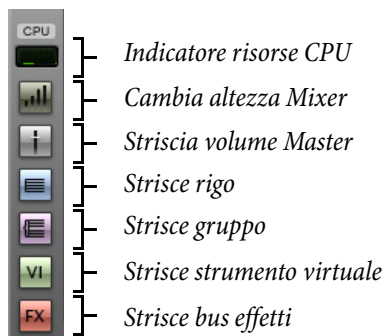 CPU
Indicatore risorse CPU
Cambia altezza Mixer
Striscia volume Master
Strisce rigo
Strisce gruppo
VI Strisce strumento virtuale
FX Strisce bus effetti